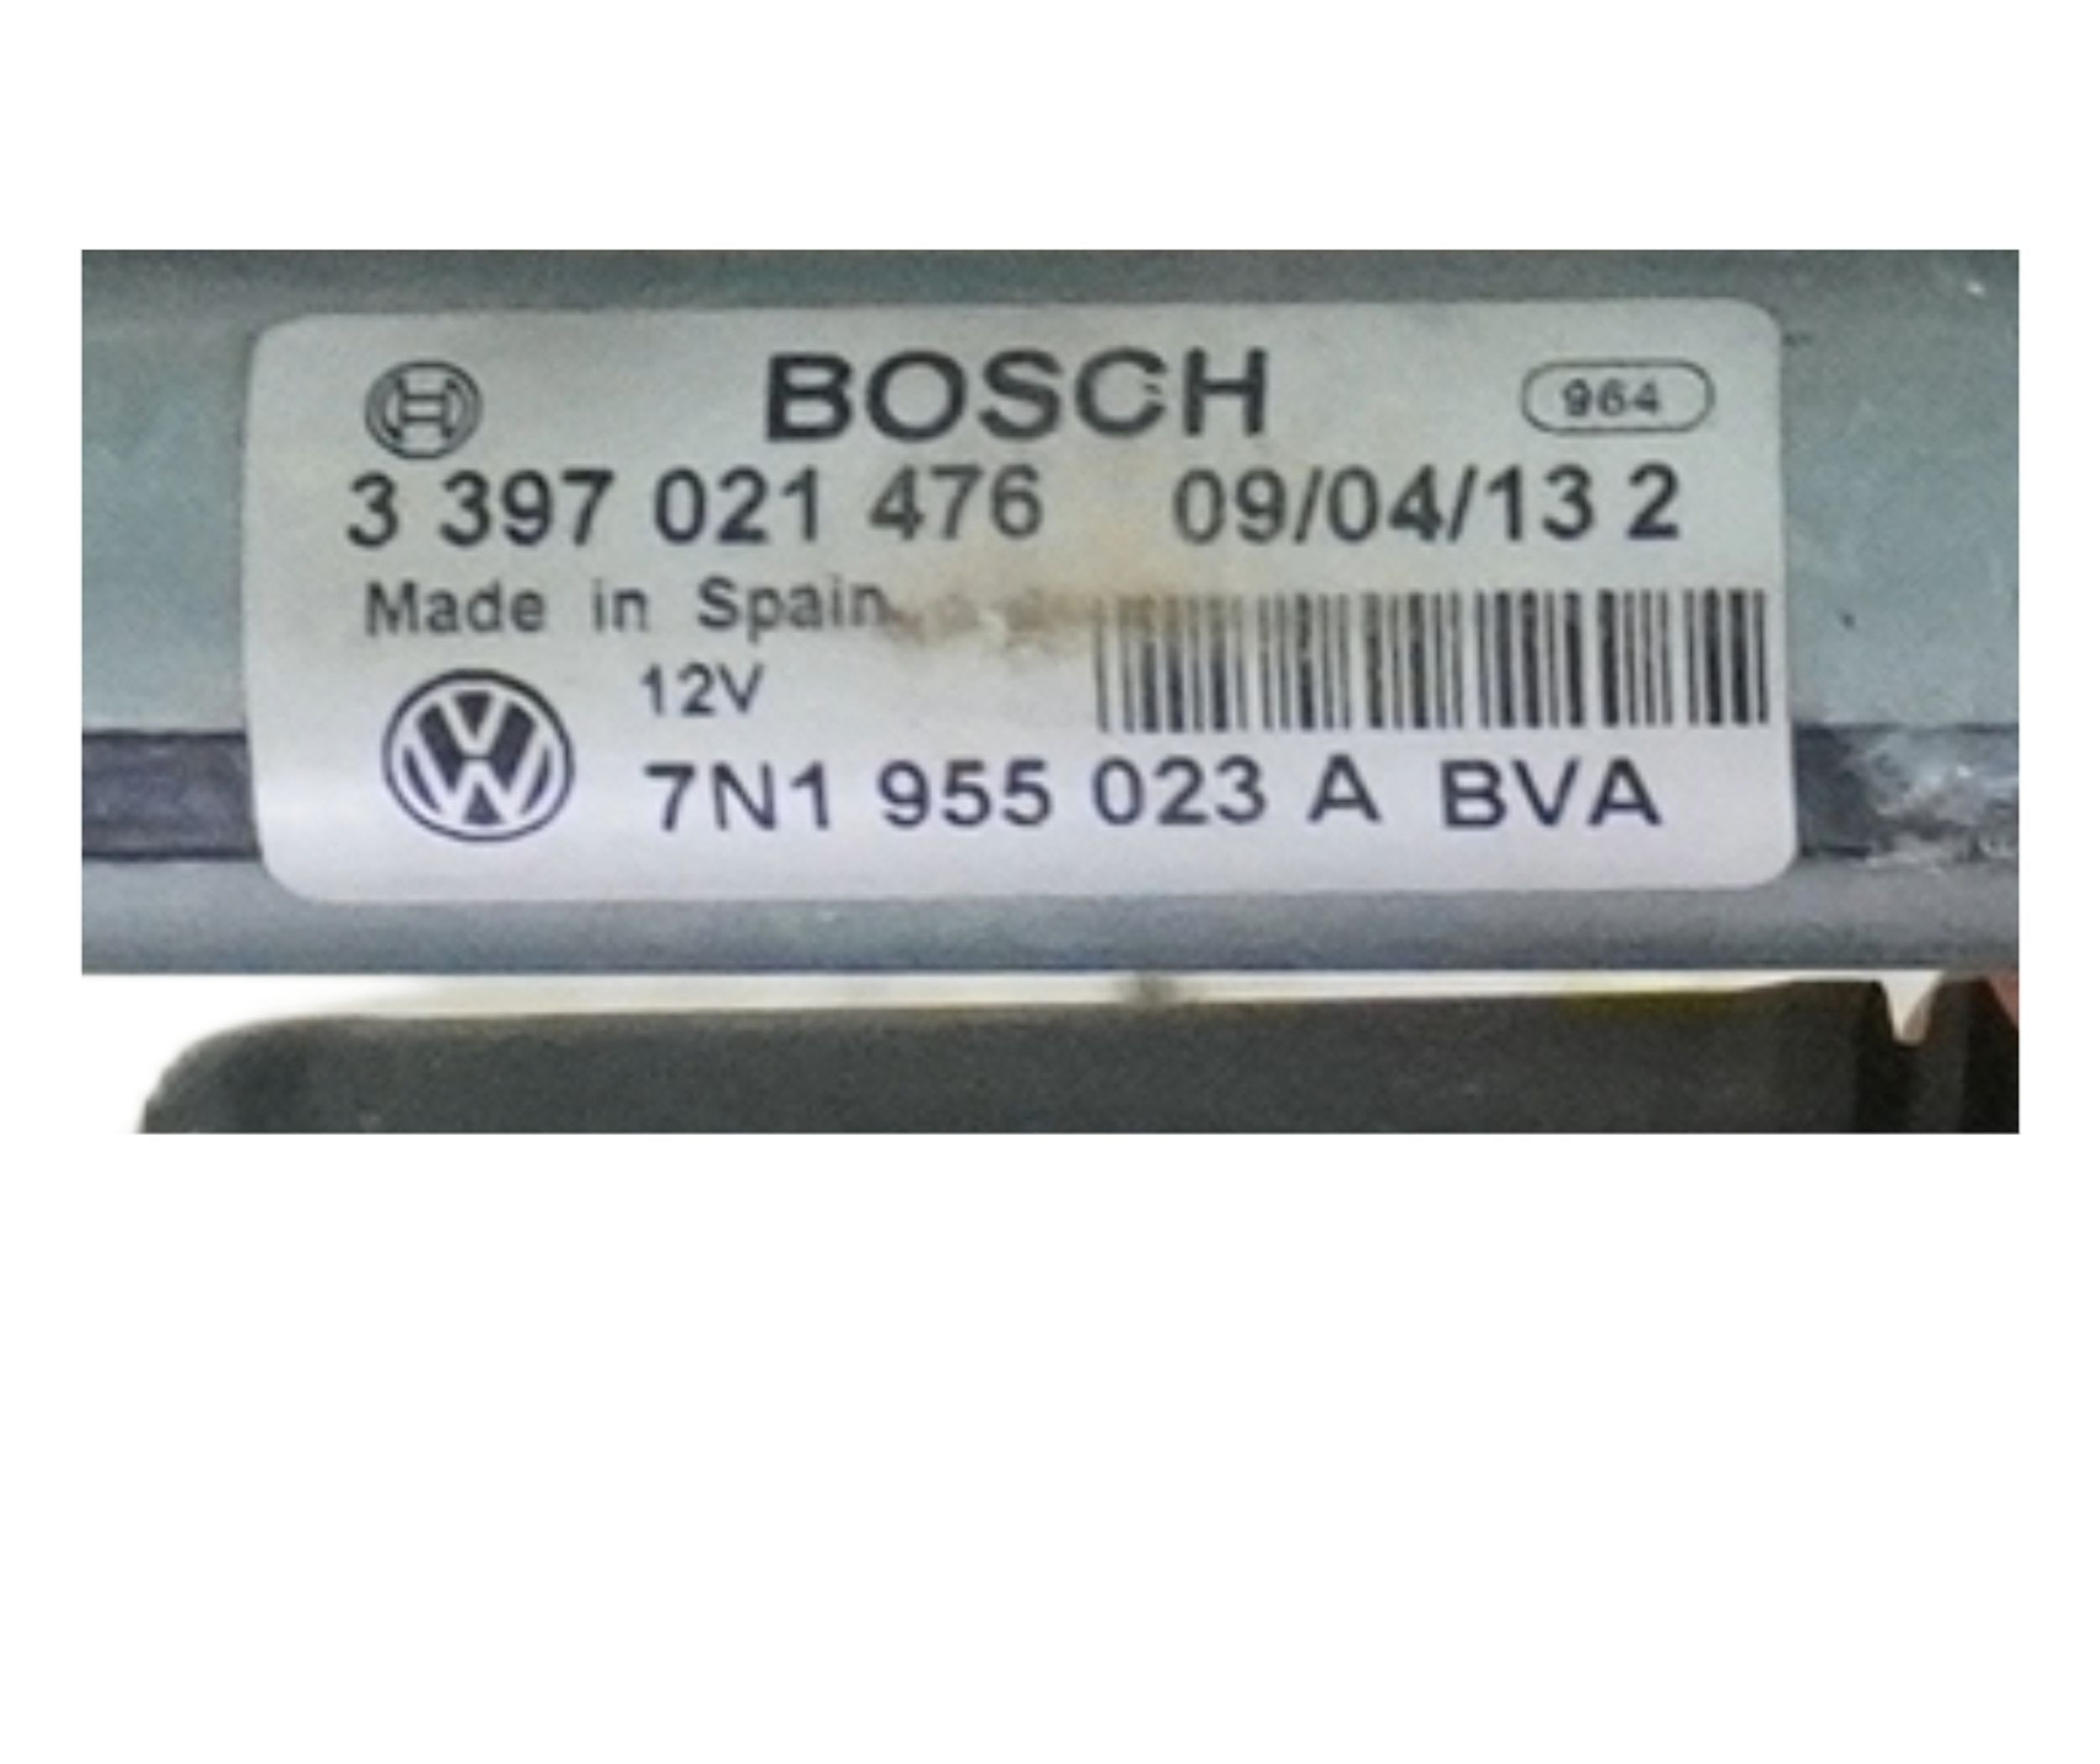 BOSCH 964
3 397 021 476 09/04/13 2
Made in Spain
12V
7N1 955 023 A BVA